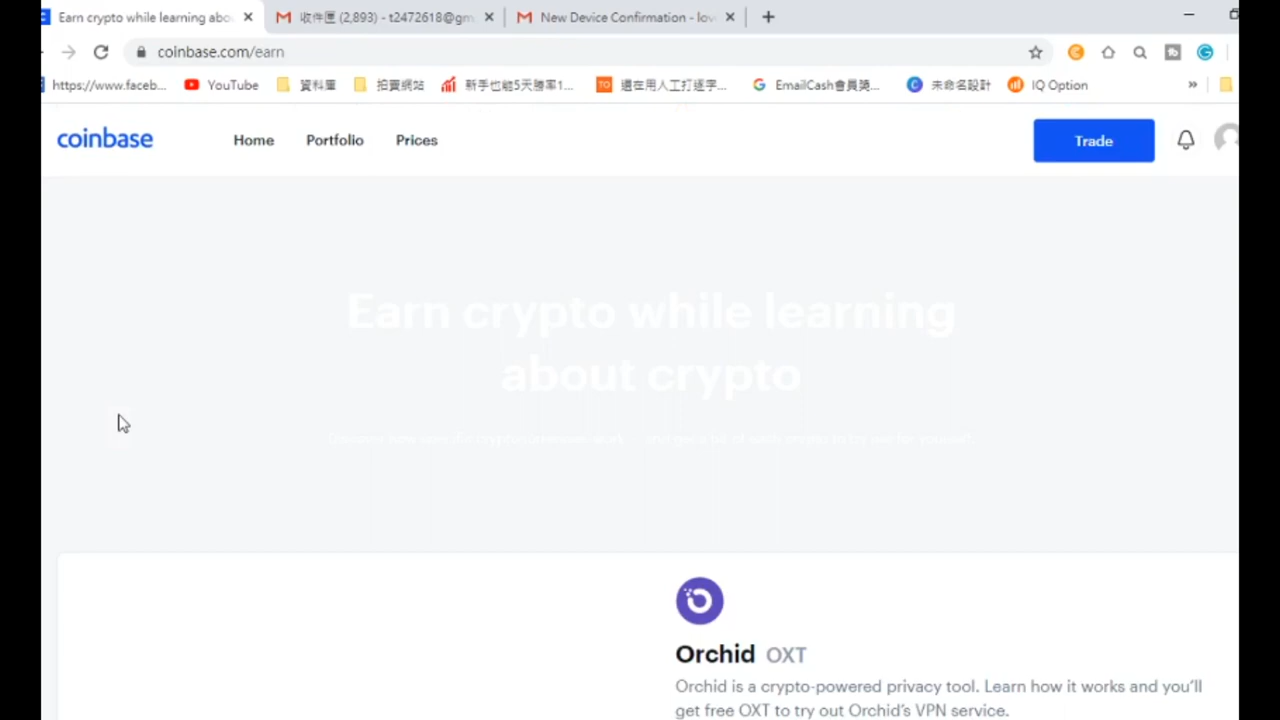 Earn crypto while learning abo
收件匣 (2,893) - t2472618@gm
New Device Confirmation - lov
coinbase.com/earn
https://www.faceb...
YouTube
資料庫
拍賣網站
新手也能5天勝率1...
還在用人工打逐字...
EmailCash會員獎...
未命名設計
IQ Option
coinbase
Home
Portfolio
Prices
Trade
Earn crypto while learning
about crypto
Orchid OXT
Orchid is a crypto-powered privacy tool. Learn how it works and you'll
get free OXT to try out Orchid's VPN service.